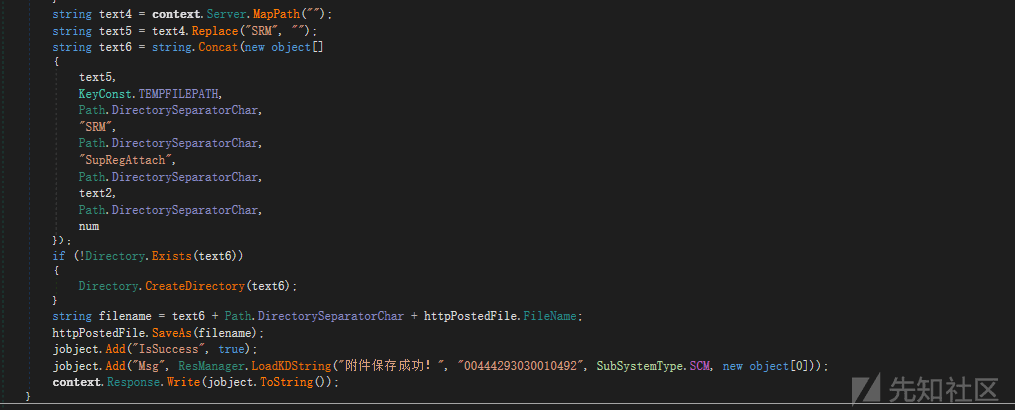 string text4 = context.Server.MapPath("");
string text5 = text4.Replace("SRM", "");
string text6 = string.Concat(new object[]
{
text5,
KeyConst.TEMPFILEPATH,
Path.DirectorySeparatorChar,
"SRM",
Path.DirectorySeparatorChar,
"SupRegAttach",
Path.DirectorySeparatorChar,
text2,
Path.DirectorySeparatorChar,
num
});
if (!Directory.Exists(text6))
{
Directory.CreateDirectory(text6);
}
string filename = text6 + Path.DirectorySeparatorChar + httpPostedFile.FileName;
httpPostedFile.SaveAs(filename);
jobject.Add("IsSuccess", true);
jobject.Add("Msg", ResManager.LoadKDString("附件保存成功！", "00444293030010492", SubSystemType.SCM, new object[0]));
context.Response.Write(jobject.ToString());
}
先知社区